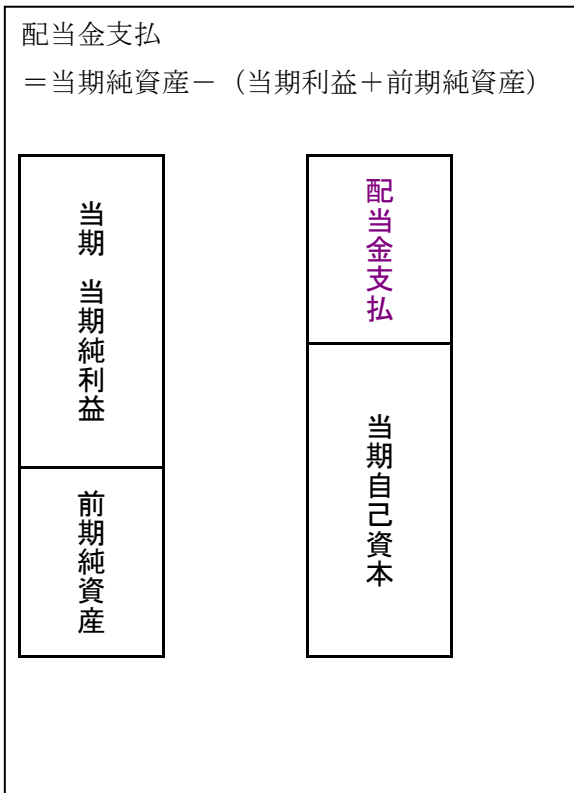 配当金支払
＝当期純資産－（当期利益＋前期純資産）
当期 当期純利益
前期純資産
配当金支払
当期自己資本